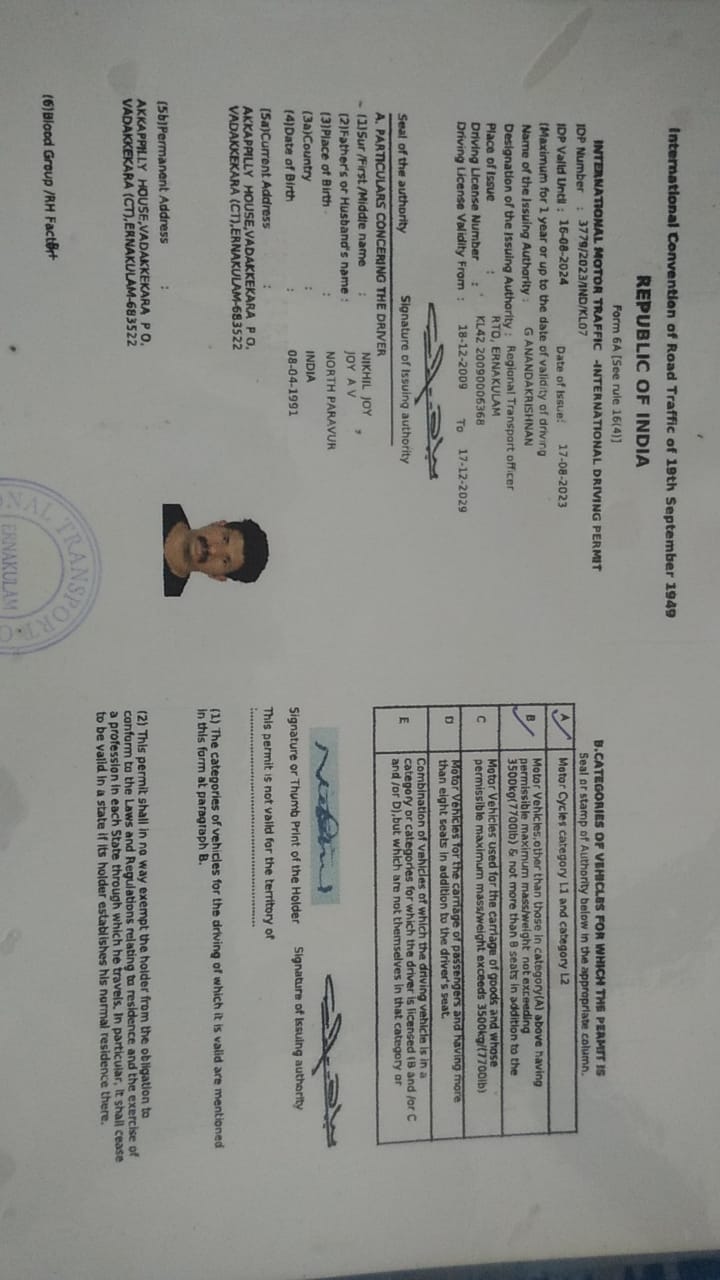 International Convention of Road Traffic of 19th September 1949
REPUBLIC OF INDIA
Form 6A [See rule 16(4)]
INTERNATIONAL MOTOR TRAFFIC -INTERNATIONAL DRIVING PERMIT
IDP Number : 3779/2023/IND/KL07
IDP Valid Until : 16-08-2024 Date of Issue: 17-08-2023
(Maximum for 1 year or up to the date of validity of driving
Name of the Issuing Authority : G ANANDAKRISHNAN
Designation of the Issuing Authority : Regional Transport officer
Place of Issue : RTO, ERNAKULAM
Driving License Number : KL42 20090006368
Driving License Validity From : 18-12-2009 To 17-12-2029
Seal of the authority Signature of Issuing authority
A. PARTICULARS CONCERING THE DRIVER
(1)Sur /First /Middle name : NIKHIL JOY ,
(2)Father's or Husband's name : JOY A V
(3)Place of Birth : NORTH PARAVUR
(3a)Country : INDIA
(4)Date of Birth : 08-04-1991
(5a)Current Address :
AKKAPPILLY HOUSE,VADAKKEKARA P O.
VADAKKEKARA (CT),ERNAKULAM-683522
(5b)Permanent Address :
AKKAPPILLY HOUSE,VADAKKEKARA P O.
VADAKKEKARA (CT),ERNAKULAM-683522
(6)Blood Group /RH Factor B+
TRANSPORT
ERNAKULAM
B.CATEGORIES OF VEHICLES FOR WHICH THE PERMIT IS
Seal or stamp of Authority below in the appropriate column.
A Motor Cycles category L1 and category L2
B Motor Vehicles,other than those in category(A) above having
permissible maximum mass/weight not exceeding
3500kg(7700lb) & not more than 8 seats in addition to the
C Motor Vehicles used for the carriage of goods and whose
permissible maximum mass/weight exceeds 3500kg/(7700lb)
D Motor Vehicles for the carriage of passengers and having more
than eight seats in addition to the driver's seat.
E Combination of vehicles of which the driving vehicle is in a
category or categories for which the driver is licensed (B and /or C
and /or D),but which are not themselves in that category or
Signature or Thumb Print of the Holder Signature of Issuing authority
This permit is not valid for the territory of
:......................................................
(1) The categories of vehicles for the driving of which it is valid are mentioned
in this form at paragraph B.
(2) This permit shall in no way exempt the holder from the obligation to
conform to the Laws and Regulations relating to residence and the exercise of
a profession in each State through which he travels. In particular, it shall cease
to be valid in a state if its holder establishes his normal residence there.